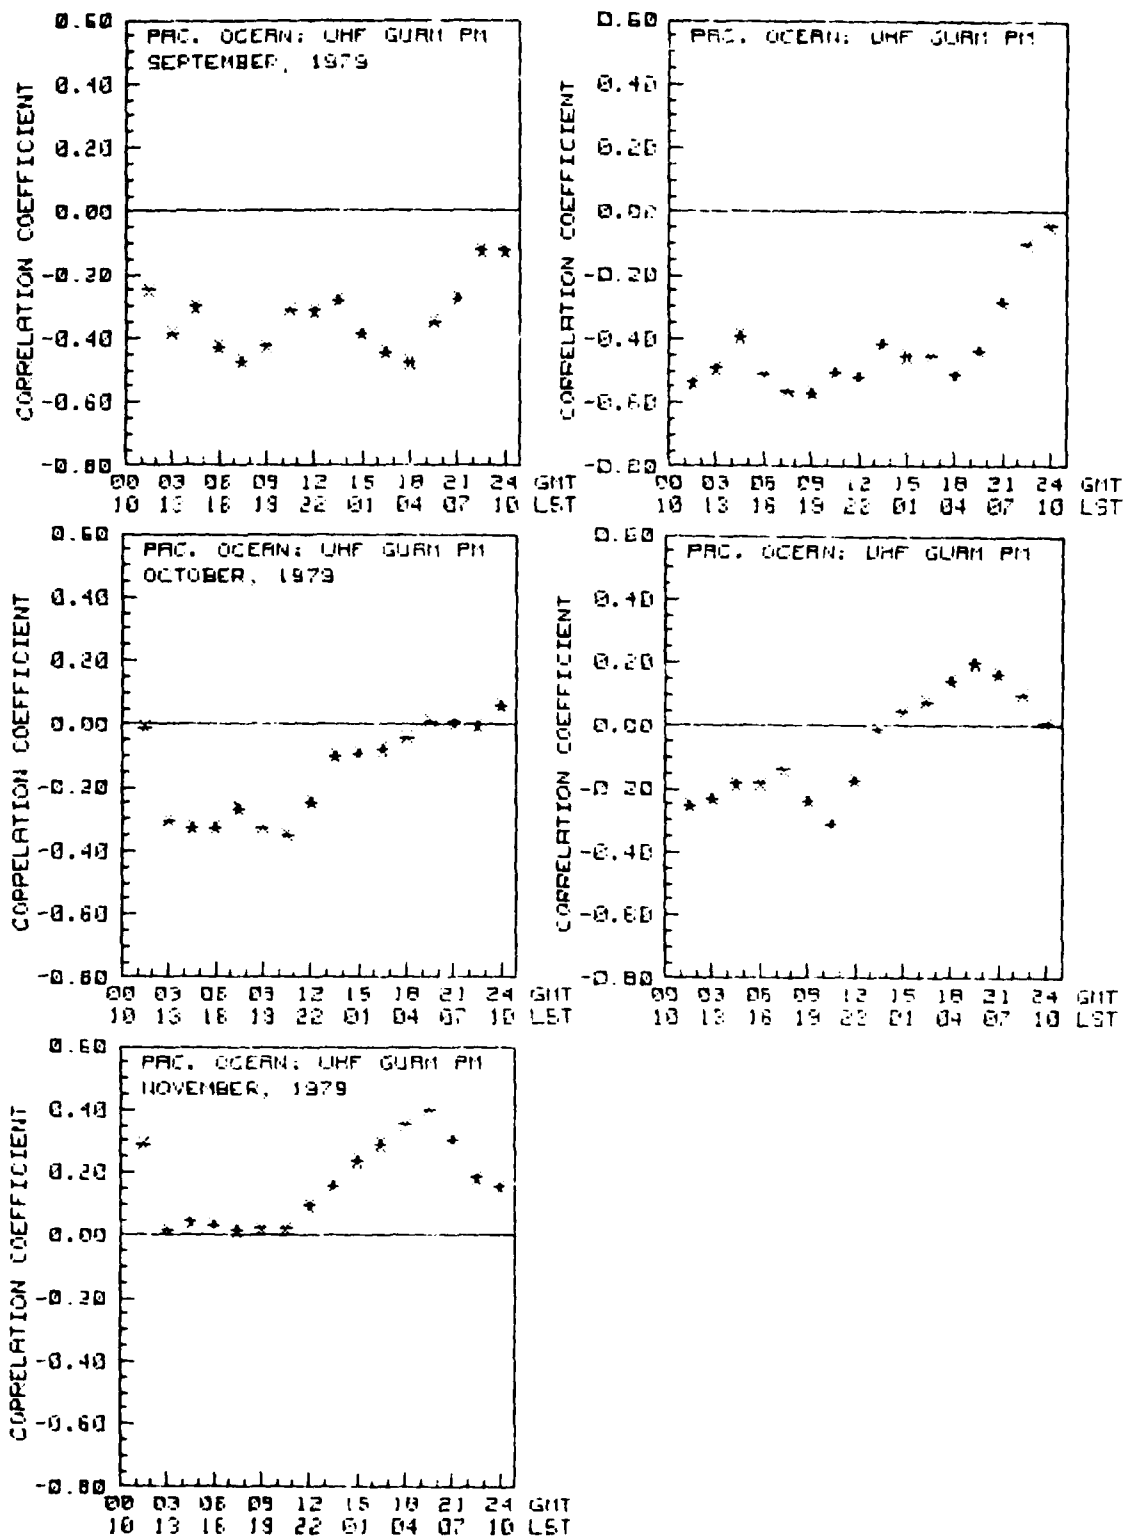 PAC. OCEAN: UHF GUAM PM
SEPTEMBER, 1979
CORRELATION COEFFICIENT
0.60
0.40
0.20
0.00
-0.20
-0.40
-0.60
-0.80
00 03 06 09 12 15 18 21 24 GMT
10 13 16 19 22 01 04 07 10 LST
PAC. OCEAN: UHF GUAM PM
CORRELATION COEFFICIENT
0.60
0.40
0.20
0.00
-0.20
-0.40
-0.60
-0.80
00 03 06 09 12 15 18 21 24 GMT
10 13 16 19 22 01 04 07 10 LST
PAC. OCEAN: UHF GUAM PM
OCTOBER, 1979
CORRELATION COEFFICIENT
0.60
0.40
0.20
0.00
-0.20
-0.40
-0.60
-0.80
00 03 06 09 12 15 18 21 24 GMT
10 13 16 19 22 01 04 07 10 LST
PAC. OCEAN: UHF GUAM PM
CORRELATION COEFFICIENT
0.60
0.40
0.20
0.00
-0.20
-0.40
-0.60
-0.80
00 03 06 09 12 15 18 21 24 GMT
10 13 16 19 22 01 04 07 10 LST
PAC. OCEAN: UHF GUAM PM
NOVEMBER, 1979
CORRELATION COEFFICIENT
0.60
0.40
0.20
0.00
-0.20
-0.40
-0.60
-0.80
00 03 06 09 12 15 18 21 24 GMT
10 13 16 19 22 01 04 07 10 LST